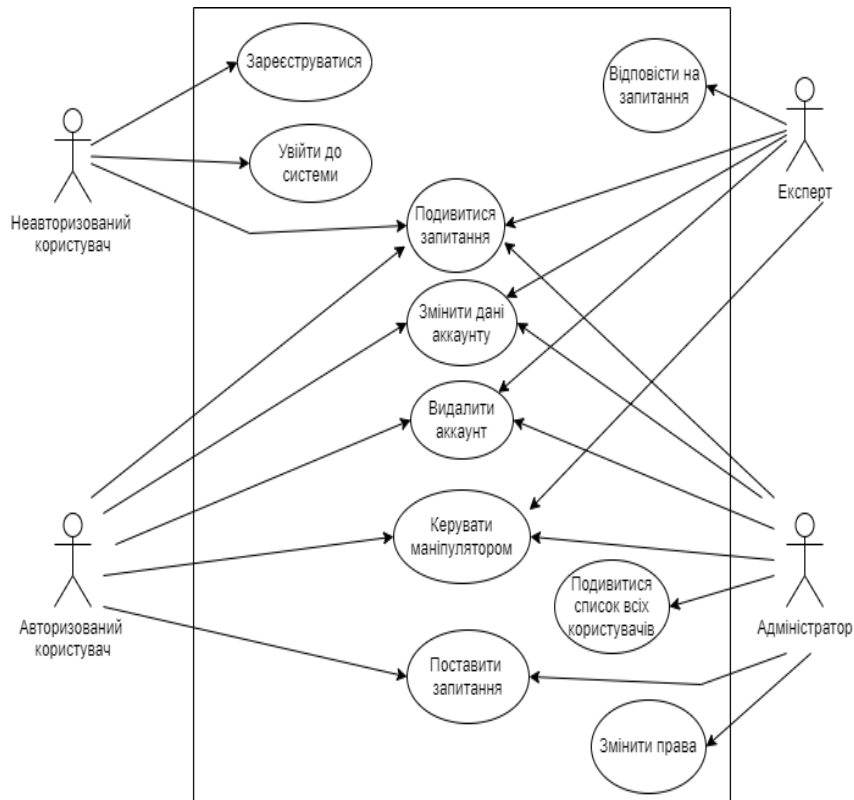 Зареєструватися
Відповісти на
запитання
Увійти до
системи
Неавторизований
користувач
Експерт
Подивитися
запитання
Змінити дані
аккаунту
Видалити
аккаунт
Керувати
маніпулятором
Подивитися
список всіх
користувачів
Авторизований
користувач
Адміністратор
Поставити
запитання
Змінити права